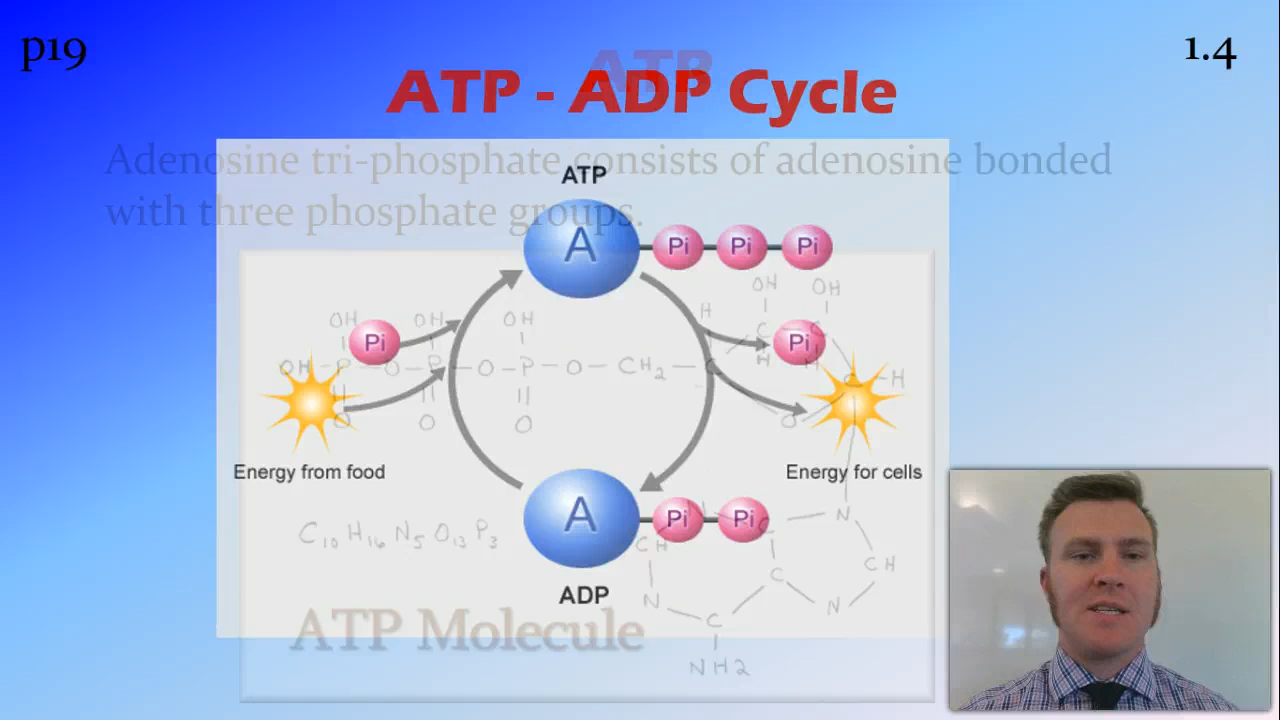 p19
1.4
ATP
ATP - ADP Cycle
Adenosine tri-phosphate consists of adenosine bonded
with three phosphate groups.
ATP
A
Pi Pi Pi
OH OH
OH OH OH H
Pi
C C
Pi
H H
OH P O P O P O CH2 C C H
O O O O
Energy from food
Energy for cells
A
Pi Pi
C10 H16 N5 O13 P3
N
C
CH
CH
C
ADP
N
N
C
ATP Molecule
NH2